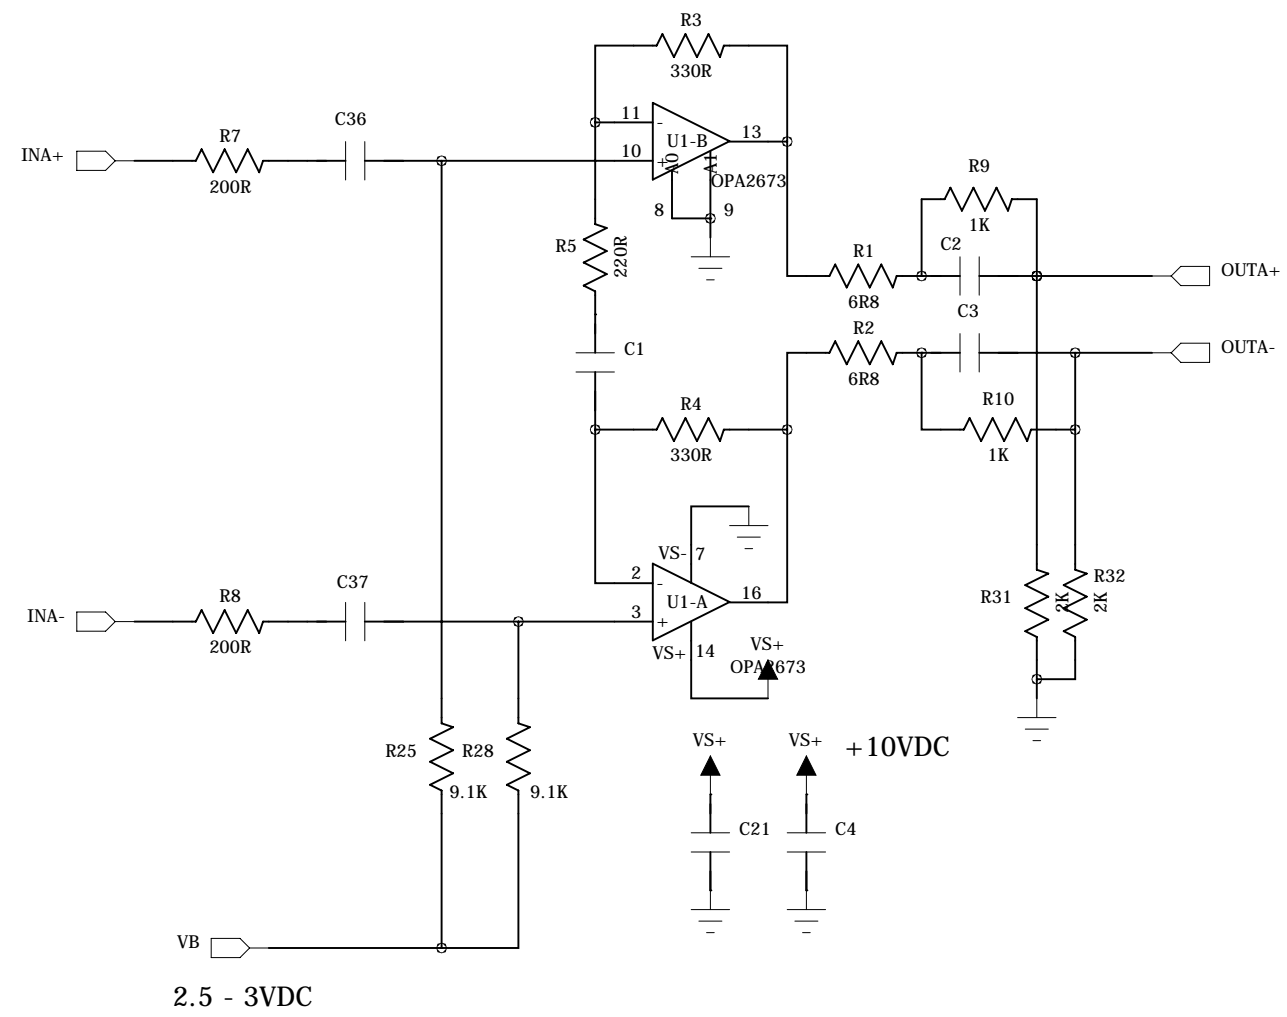 R3
330R
11
-
U1-B
13
10
+
A0
A1
OPA2673
8
9
INA+
R7
200R
C36
R5
220R
C1
R9
1K
R1
6R8
C2
OUTA+
C3
R2
6R8
OUTA-
R10
1K
R4
330R
VS-
7
2
-
U1-A
16
3
+
VS+
14
VS+
OPA2673
INA-
R8
200R
C37
R31
2K
R32
2K
R25
9.1K
R28
9.1K
VS+
VS+
+10VDC
C21
C4
VB
2.5 - 3VDC